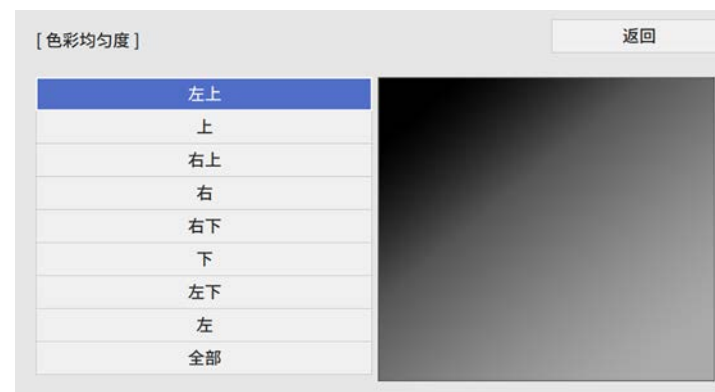 [ 色彩均匀度 ]
返回
左上
上
右上
右
右下
下
左下
左
全部